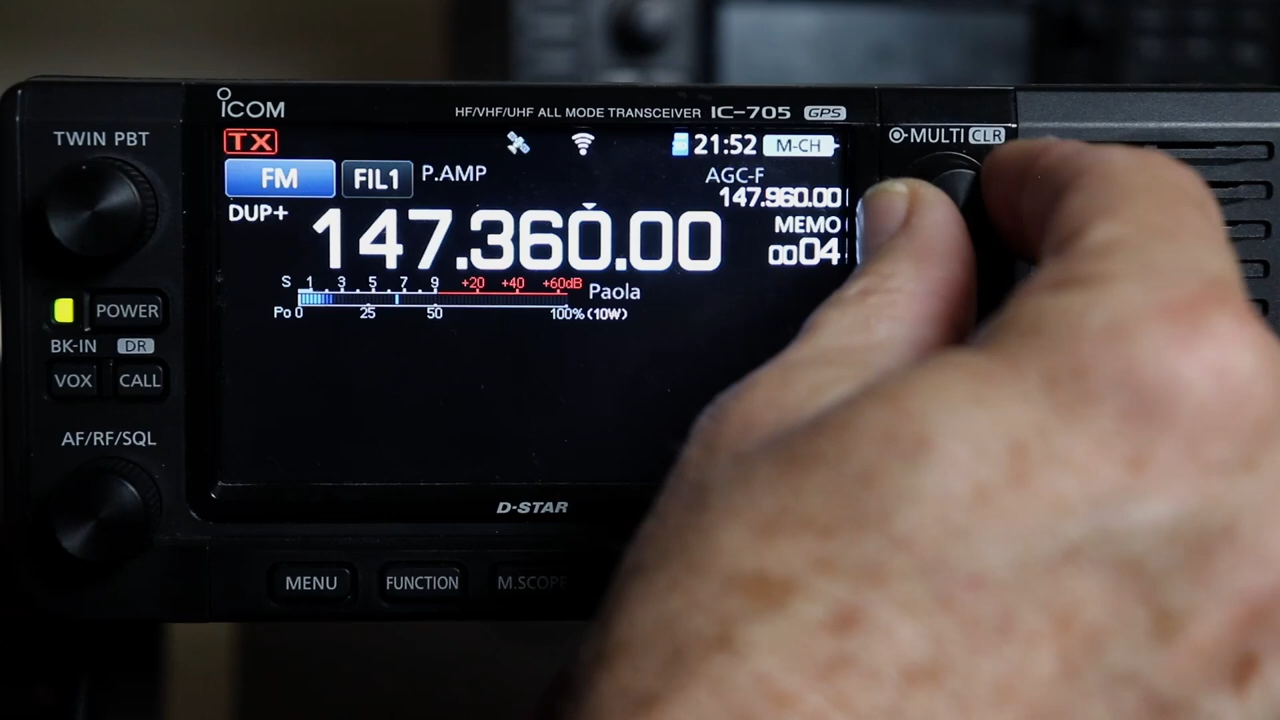 ICOM
HF/VHF/UHF ALL MODE TRANSCEIVER IC-705 GPS
TWIN PBT
MULTI CLR
TX
21:52 M-CH
FM FIL1 P.AMP
AGC-F
147.960.00
DUP+
147.360.00
MEMO
0004
S 1 3 5 7 9 +20 +40 +60dB
Paola
Po 0 25 50 100% (10W)
POWER
BK-IN DR
VOX CALL
AF/RF/SQL
D-STAR
MENU FUNCTION M.SCOPE